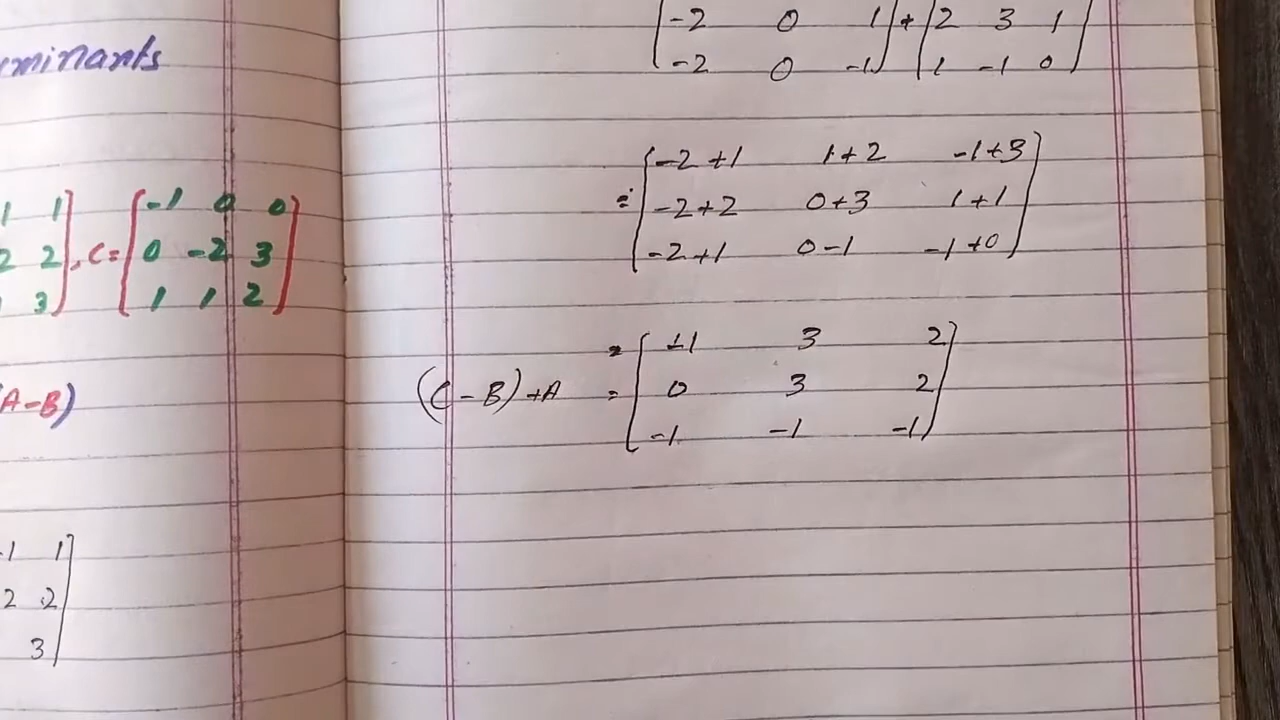 rminants
1 1
2 2 , C = -1 0 0
3 0 -2 3
1 1 2
A-B)
-1 1
2 2
3
-2 0 1 + 2 3 1
-2 0 -1 1 -1 0
= -2+1 1+2 -1+3
-2+2 0+3 1+1
-2+1 0-1 -1+0
= ±1 3 2
(C-B)+A = 0 3 2
-1 -1 -1